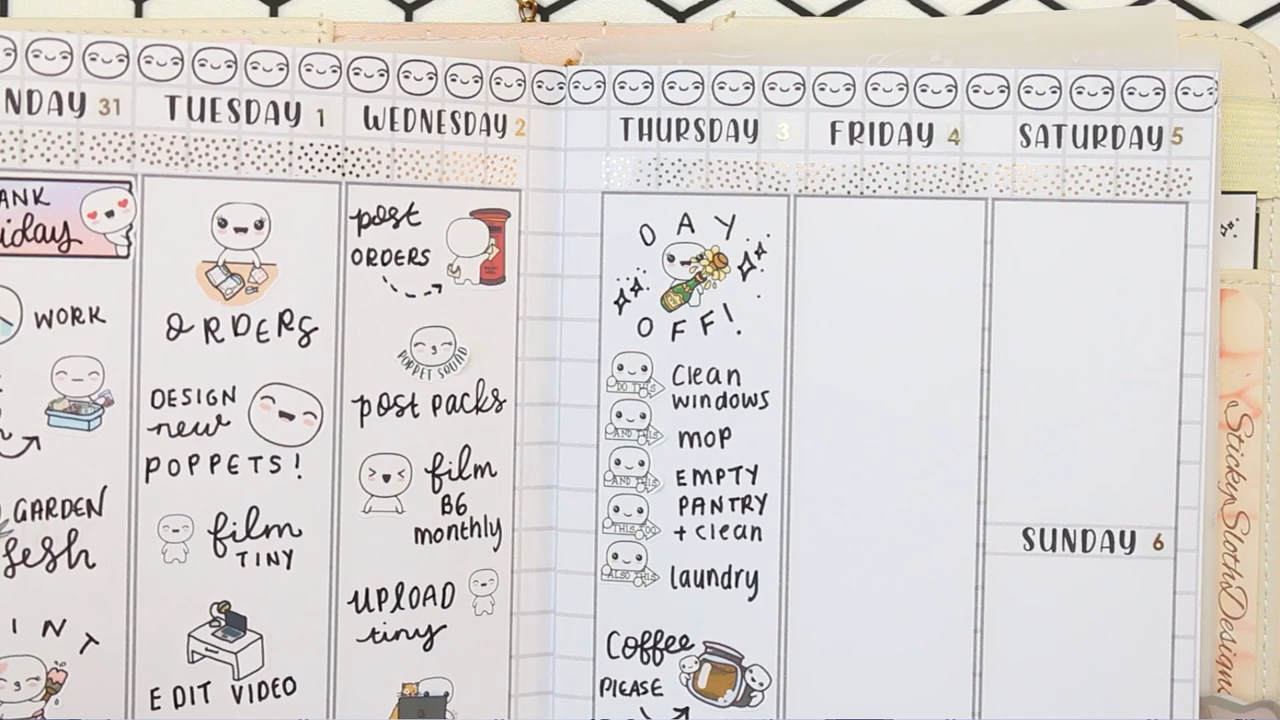 NDAY 31
ANK
iday
WORK
GARDEN
fesh
INT
TUESDAY 1
ORDERS
DESIGN
new
POPPETS!
film
TINY
EDIT VIDEO
WEDNESDAY 2
post
ORDERS
POPPET SQUAD
post packs
film
B6
monthly
UPLOAD
tiny
THURSDAY 3
DAY
OFF!
DO THIS
Clean
windows
AND THIS
mop
AND THIS
EMPTY
PANTRY
+ clean
THIS TOO
ALSO THIS
laundry
Coffee
PLEASE
FRIDAY 4
SATURDAY 5
SUNDAY 6
StickySlothDesigns